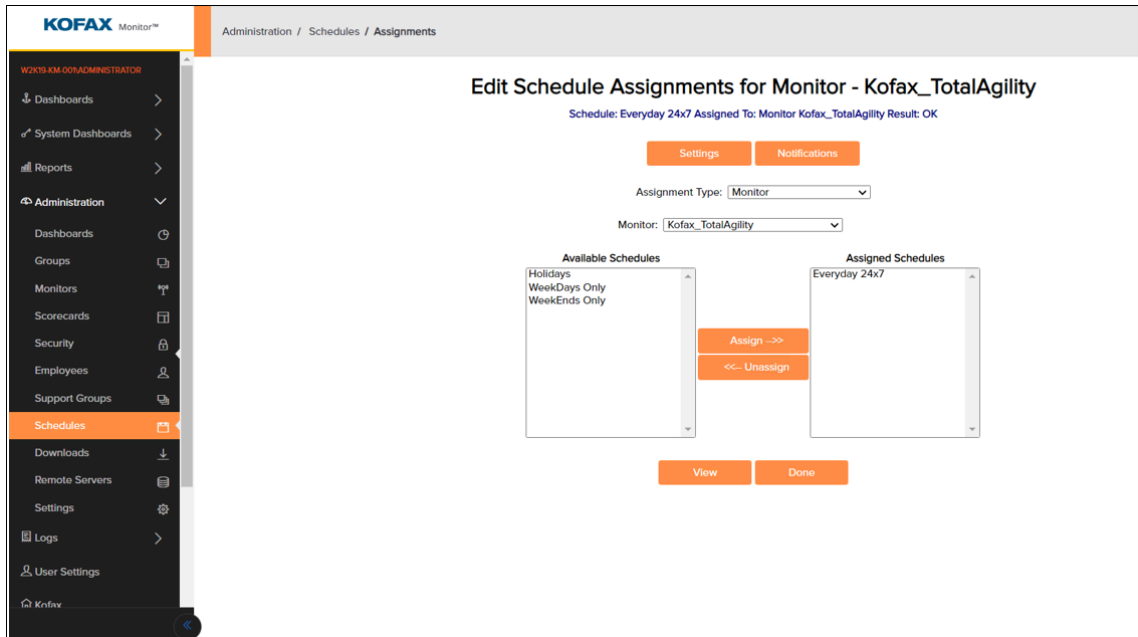 KOFAX Monitor™
Administration / Schedules / Assignments
W2K19-KM-001\ADMINISTRATOR
Dashboards
System Dashboards
Reports
Administration
Dashboards
Groups
Monitors
Scorecards
Security
Employees
Support Groups
Schedules
Downloads
Remote Servers
Settings
Logs
User Settings
Kofax
Edit Schedule Assignments for Monitor - Kofax_TotalAgility
Schedule: Everyday 24x7 Assigned To: Monitor Kofax_TotalAgility Result: OK
Settings Notifications
Assignment Type: Monitor
Monitor: Kofax_TotalAgility
Available Schedules Assigned Schedules
Holidays Everyday 24x7
WeekDays Only
WeekEnds Only
Assign -->>
<<-- Unassign
View Done